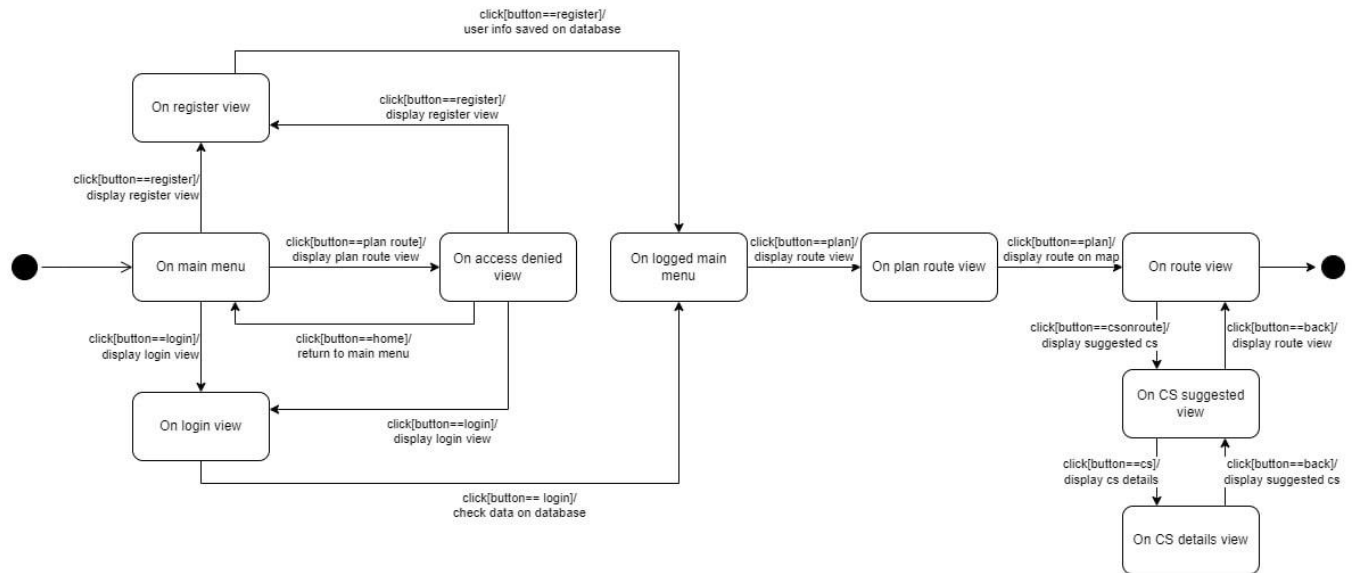 click[button==register]/
user info saved on database
On register view
click[button==register]/
display register view
click[button==register]/
display register view
On main menu
click[button==plan route]/
display plan route view
On access denied
view
On logged main
menu
click[button==plan]/
display route view
On plan route view
click[button==plan]/
display route on map
On route view
click[button==login]/
display login view
click[button==home]/
return to main menu
click[button==csonroute]/
display suggested cs
click[button==back]/
display route view
On login view
click[button==login]/
display login view
On CS suggested
view
click[button== login]/
check data on database
click[button==cs]/
display cs details
click[button==back]/
display suggested cs
On CS details view